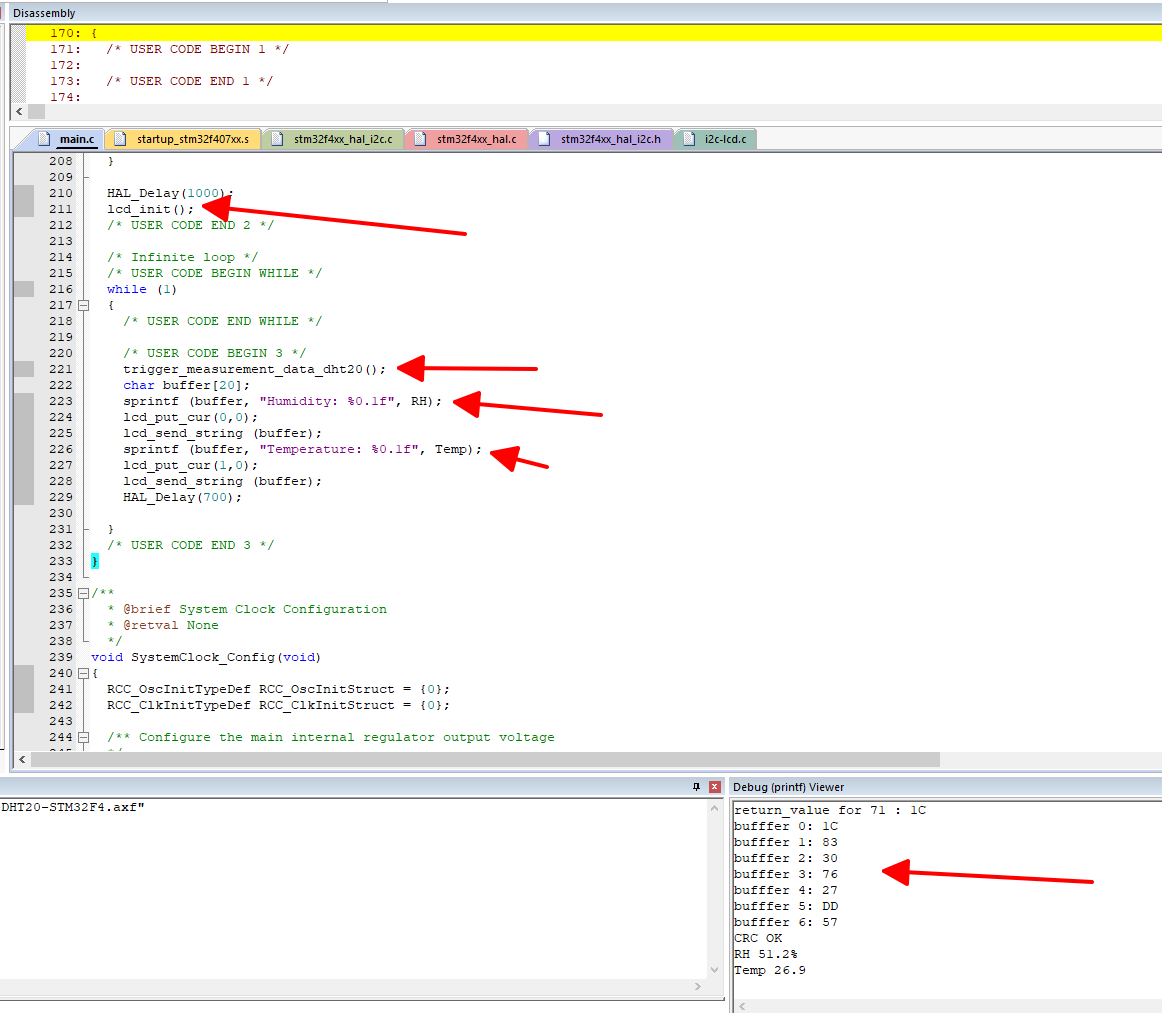 Disassembly
170: {
171: /* USER CODE BEGIN 1 */
172:
173: /* USER CODE END 1 */
174:
main.c startup_stm32f407xx.s stm32f4xx_hal_i2c.c stm32f4xx_hal.c stm32f4xx_hal_i2c.h i2c-lcd.c
208 }
209
210 HAL_Delay(1000);
211 lcd_init();
212 /* USER CODE END 2 */
213
214 /* Infinite loop */
215 /* USER CODE BEGIN WHILE */
216 while (1)
217 {
218 /* USER CODE END WHILE */
219
220 /* USER CODE BEGIN 3 */
221 trigger_measurement_data_dht20();
222 char buffer[20];
223 sprintf (buffer, "Humidity: %0.1f", RH);
224 lcd_put_cur(0,0);
225 lcd_send_string (buffer);
226 sprintf (buffer, "Temperature: %0.1f", Temp);
227 lcd_put_cur(1,0);
228 lcd_send_string (buffer);
229 HAL_Delay(700);
230
231 }
232 /* USER CODE END 3 */
233 }
234
235 /**
236 * @brief System Clock Configuration
237 * @retval None
238 */
239 void SystemClock_Config(void)
240 {
241 RCC_OscInitTypeDef RCC_OscInitStruct = {0};
242 RCC_ClkInitTypeDef RCC_ClkInitStruct = {0};
243
244 /** Configure the main internal regulator output voltage
DHT20-STM32F4.axf"
Debug (printf) Viewer
return_value for 71 : 1C
bufffer 0: 1C
bufffer 1: 83
bufffer 2: 30
bufffer 3: 76
bufffer 4: 27
bufffer 5: DD
bufffer 6: 57
CRC OK
RH 51.2%
Temp 26.9